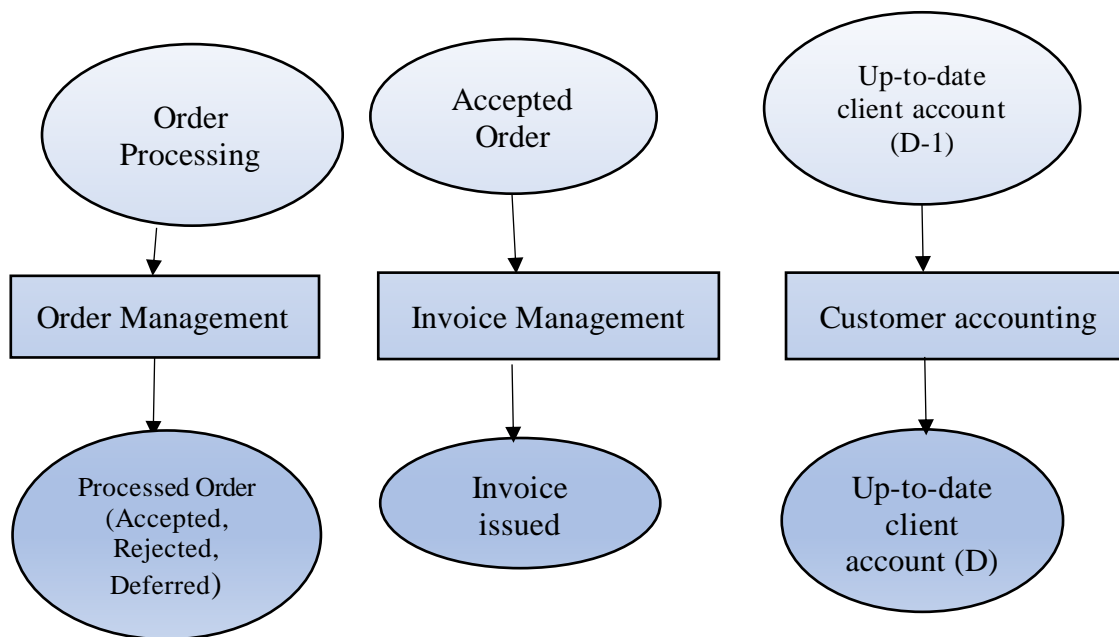 Order
Processing
Accepted
Order
Up-to-date
client account
(D-1)
Order Management
Invoice Management
Customer accounting
Processed Order
(Accepted,
Rejected,
Deferred)
Invoice
issued
Up-to-date
client
account (D)